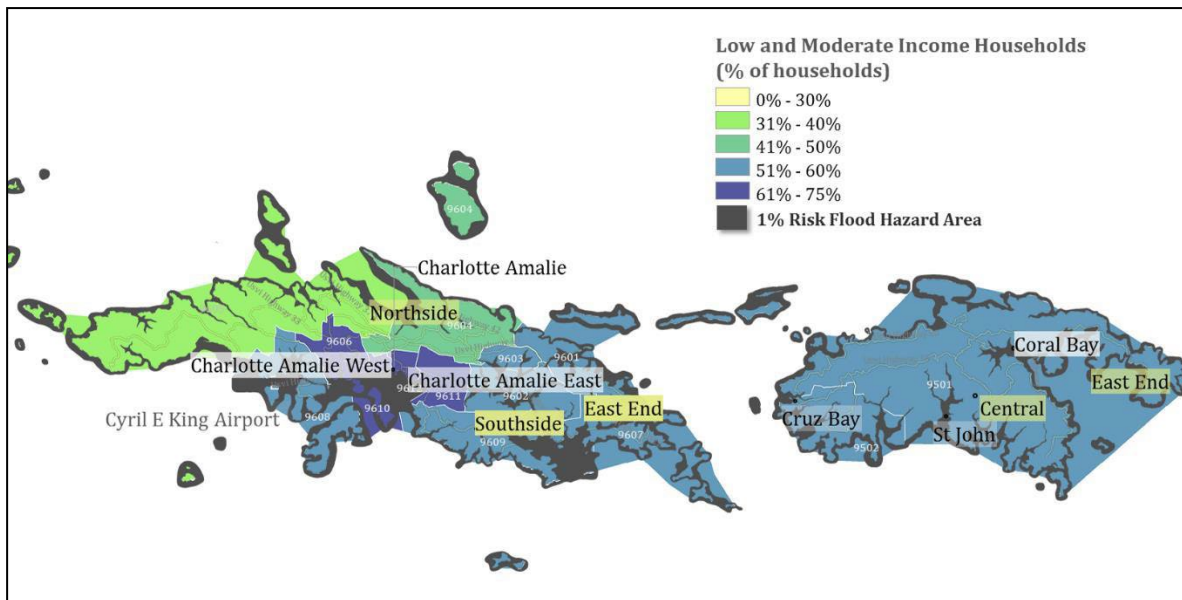 Low and Moderate Income Households
(% of households)
0% - 30%
31% - 40%
41% - 50%
51% - 60%
61% - 75%
1% Risk Flood Hazard Area
9604
Charlotte Amalie
Northside
9604
9606
9603
9601
Charlotte Amalie West
Charlotte Amalie East
9611
9602
Cyril E King Airport
9608
9610
Southside
East End
9609
9607
Coral Bay
East End
9501
Central
Cruz Bay
St John
9502